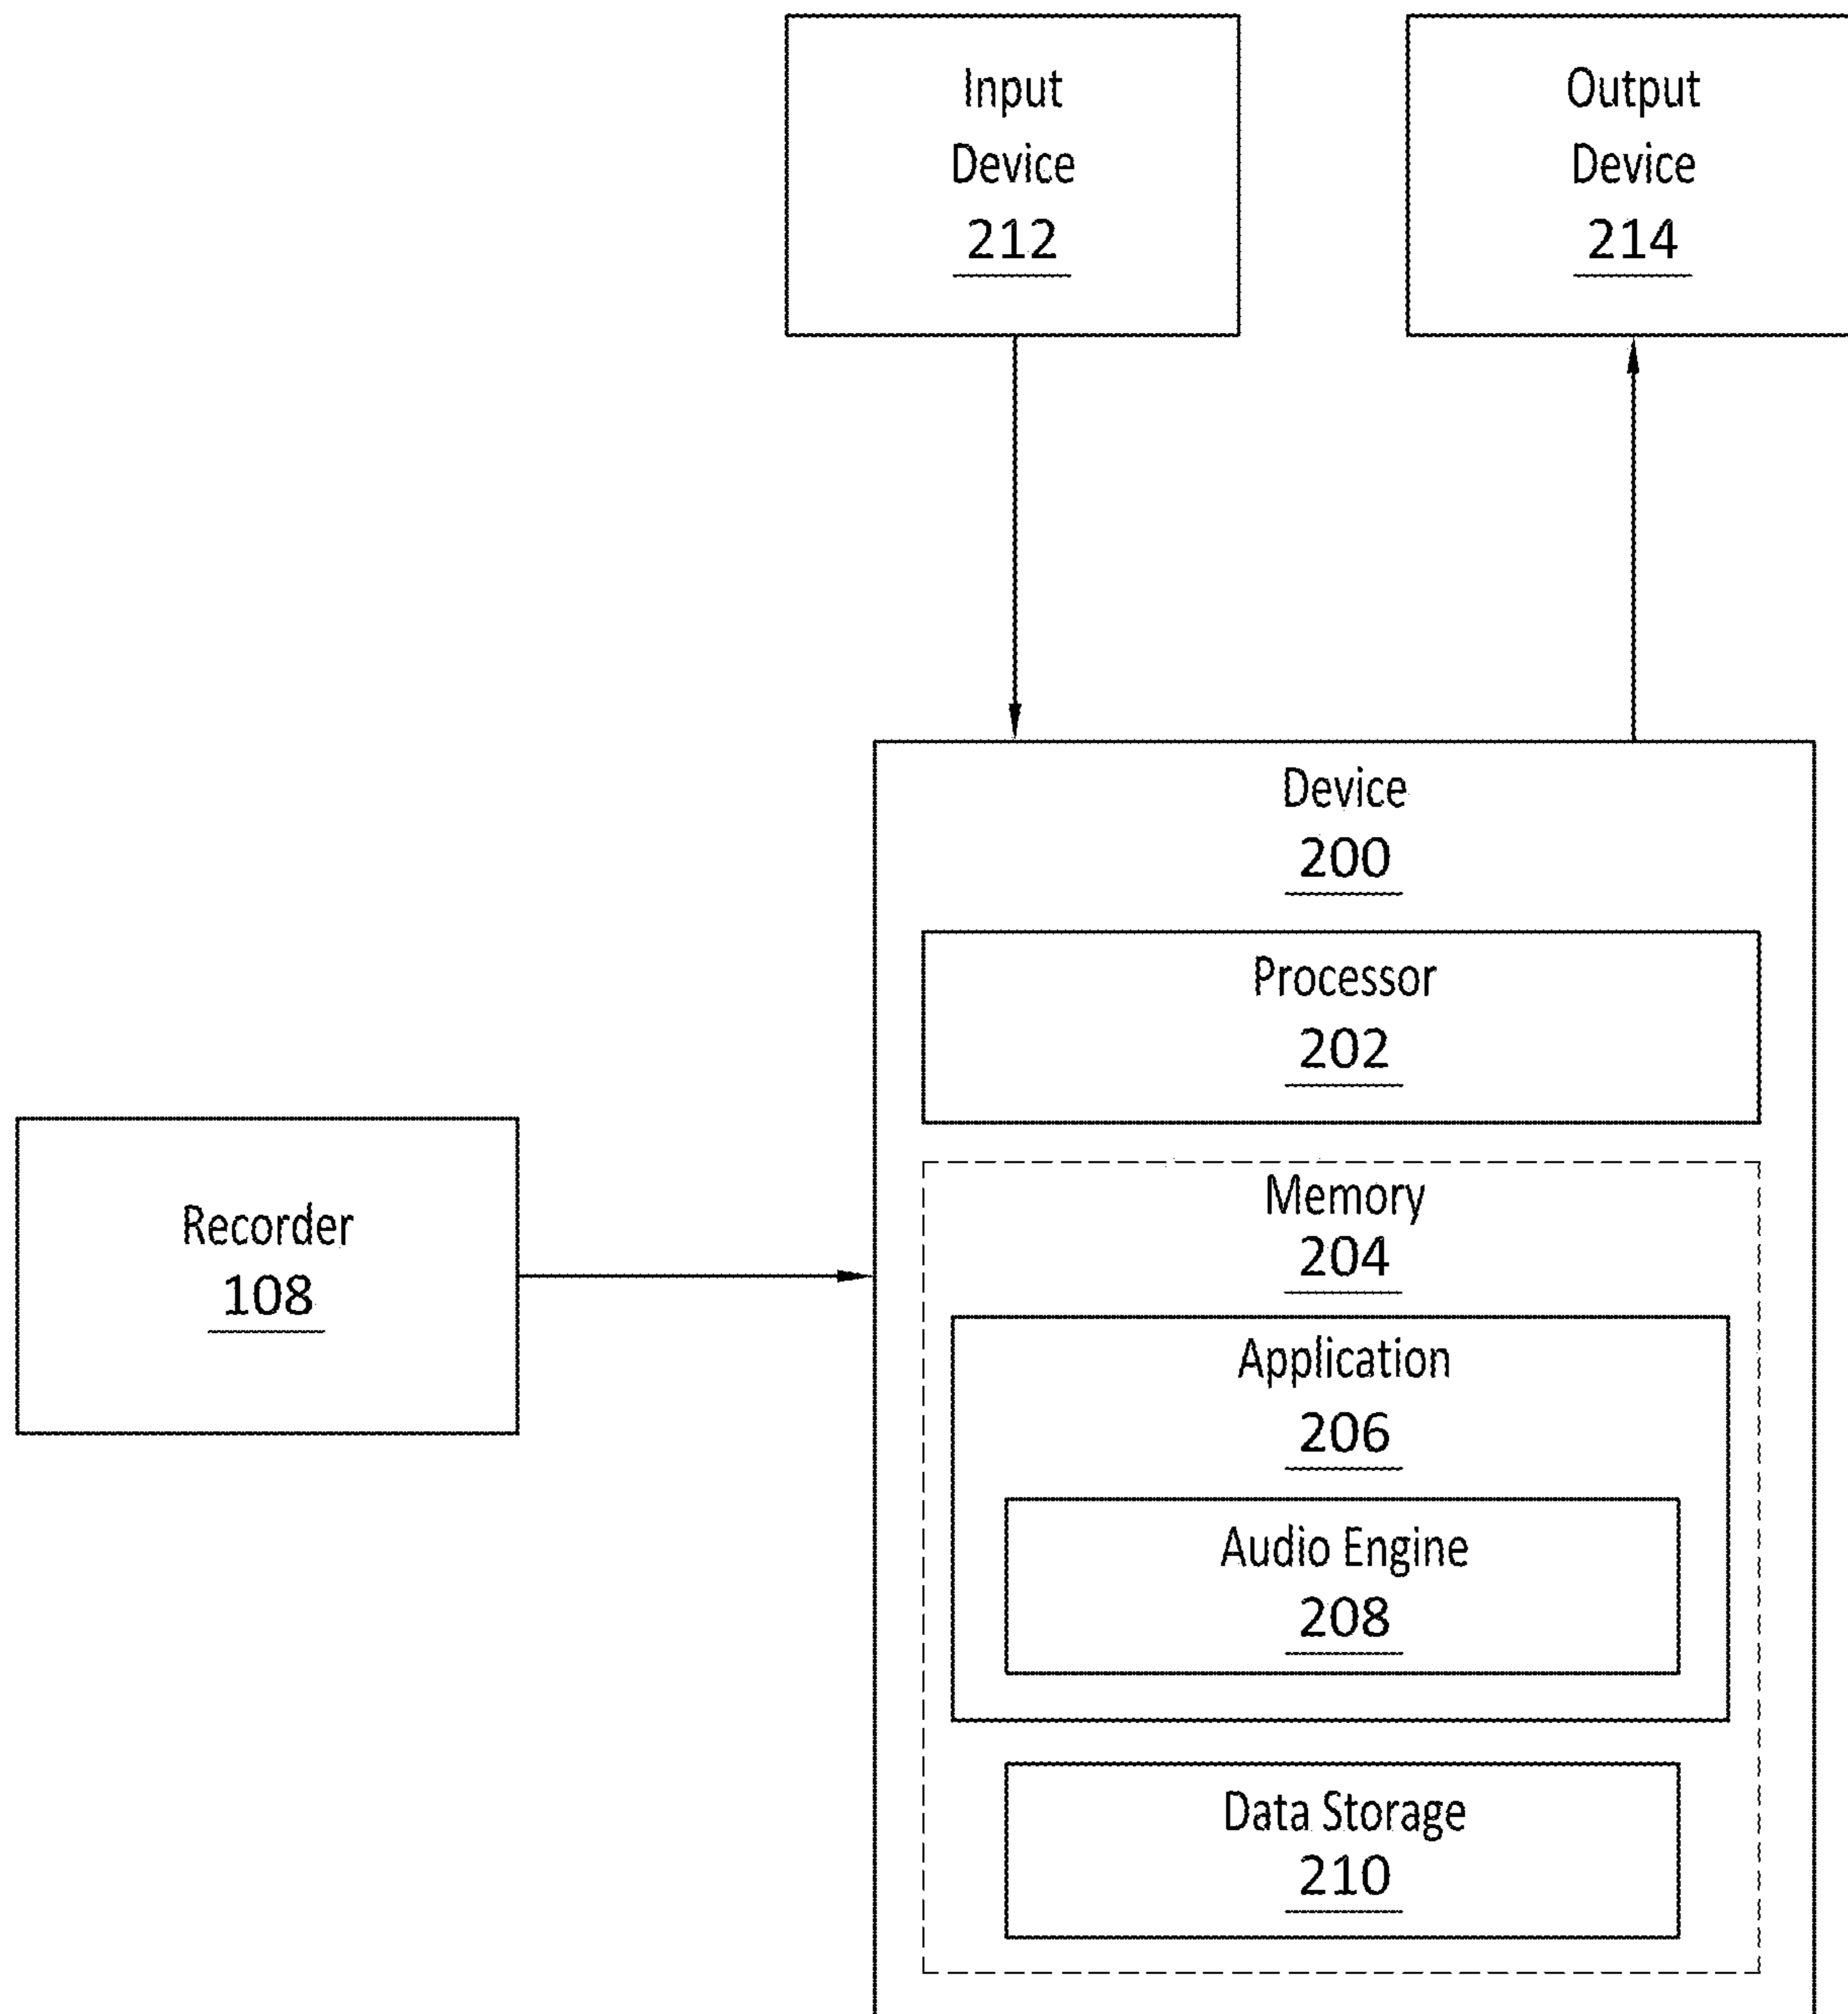 Input
Device
212
Output
Device
214
Device
200
Processor
202
Recorder
108
Memory
204
Application
206
Audio Engine
208
Data Storage
210